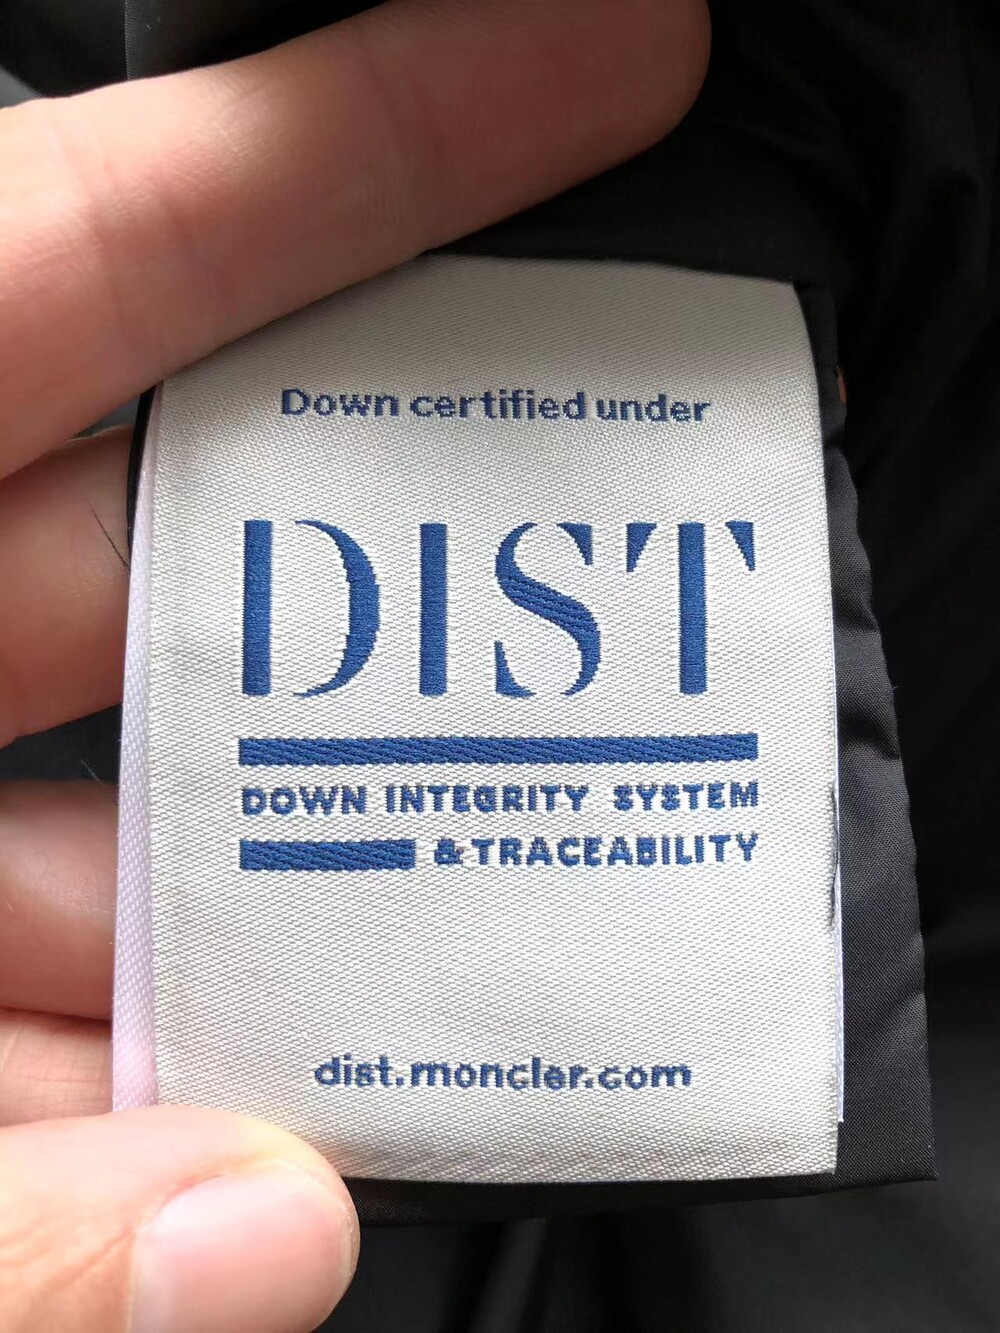 Down certified under
DIST
DOWN INTEGRITY SYSTEM
& TRACEABILITY
dist.moncler.com